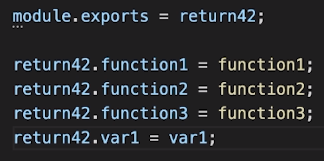 module.exports = return42;
return42.function1 = function1;
return42.function2 = function2;
return42.function3 = function3;
return42.var1 = var1;